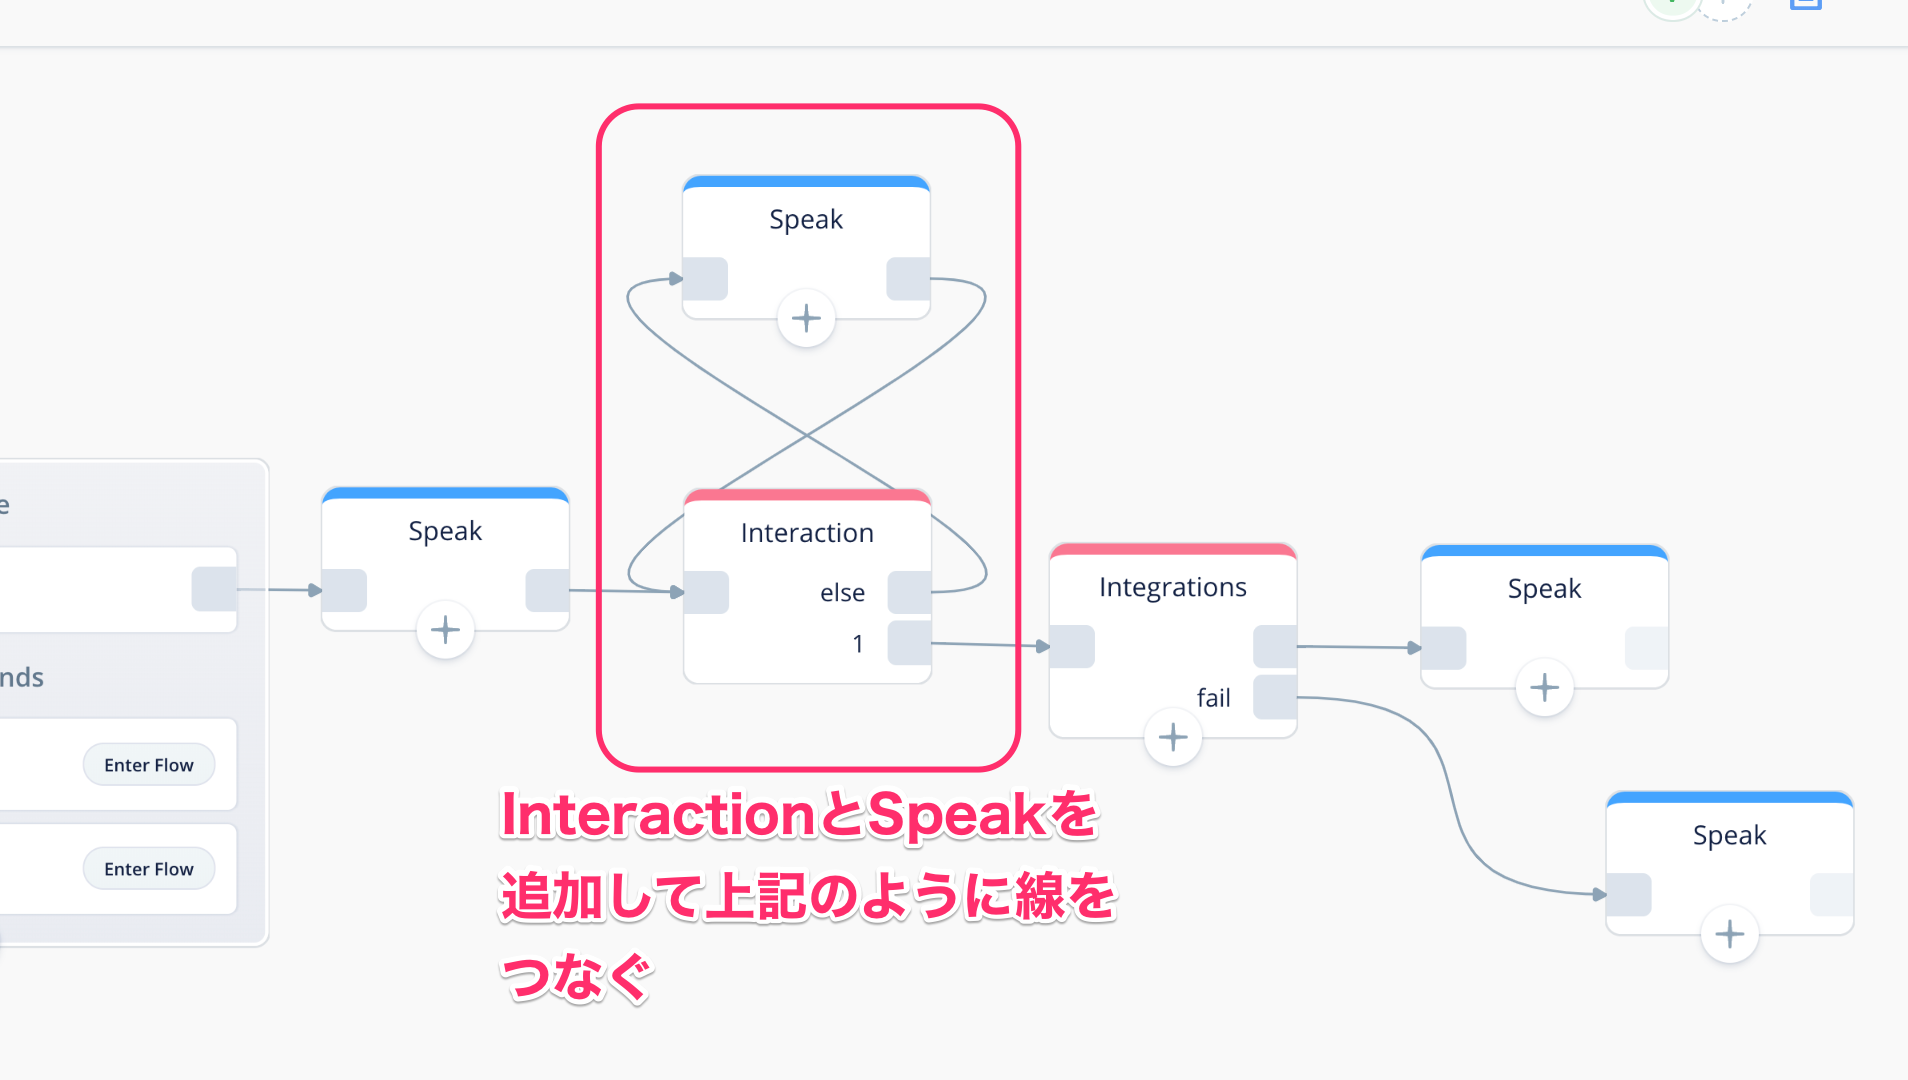 Speak
e
Speak
Interaction
else
1
Integrations
fail
Speak
nds
Enter Flow
Enter Flow
Speak
InteractionとSpeakを
追加して上記のように線を
つなぐ